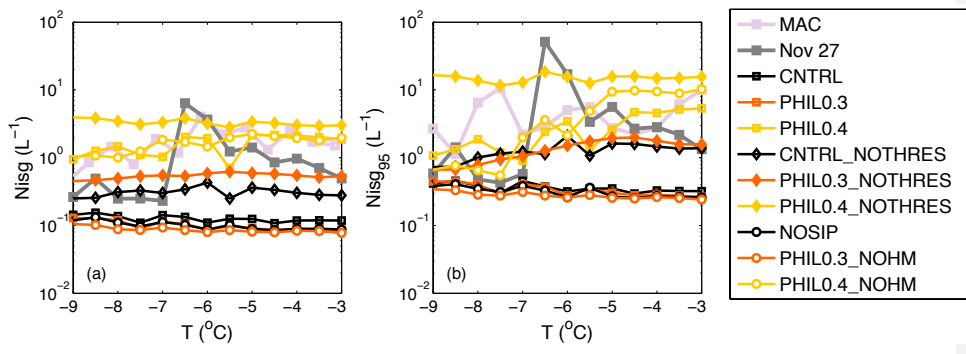 10²
10¹
10⁰
10⁻¹
10⁻²
Nisg (L⁻¹)
(a)
−9
−8
−7
−6
−5
−4
−3
T (°C)
10²
10¹
10⁰
10⁻¹
10⁻²
Nisg₉₅ (L⁻¹)
(b)
−9
−8
−7
−6
−5
−4
−3
T (°C)
MAC
Nov 27
CNTRL
PHIL0.3
PHIL0.4
CNTRL_NOTHRES
PHIL0.3_NOTHRES
PHIL0.4_NOTHRES
NOSIP
PHIL0.3_NOHM
PHIL0.4_NOHM